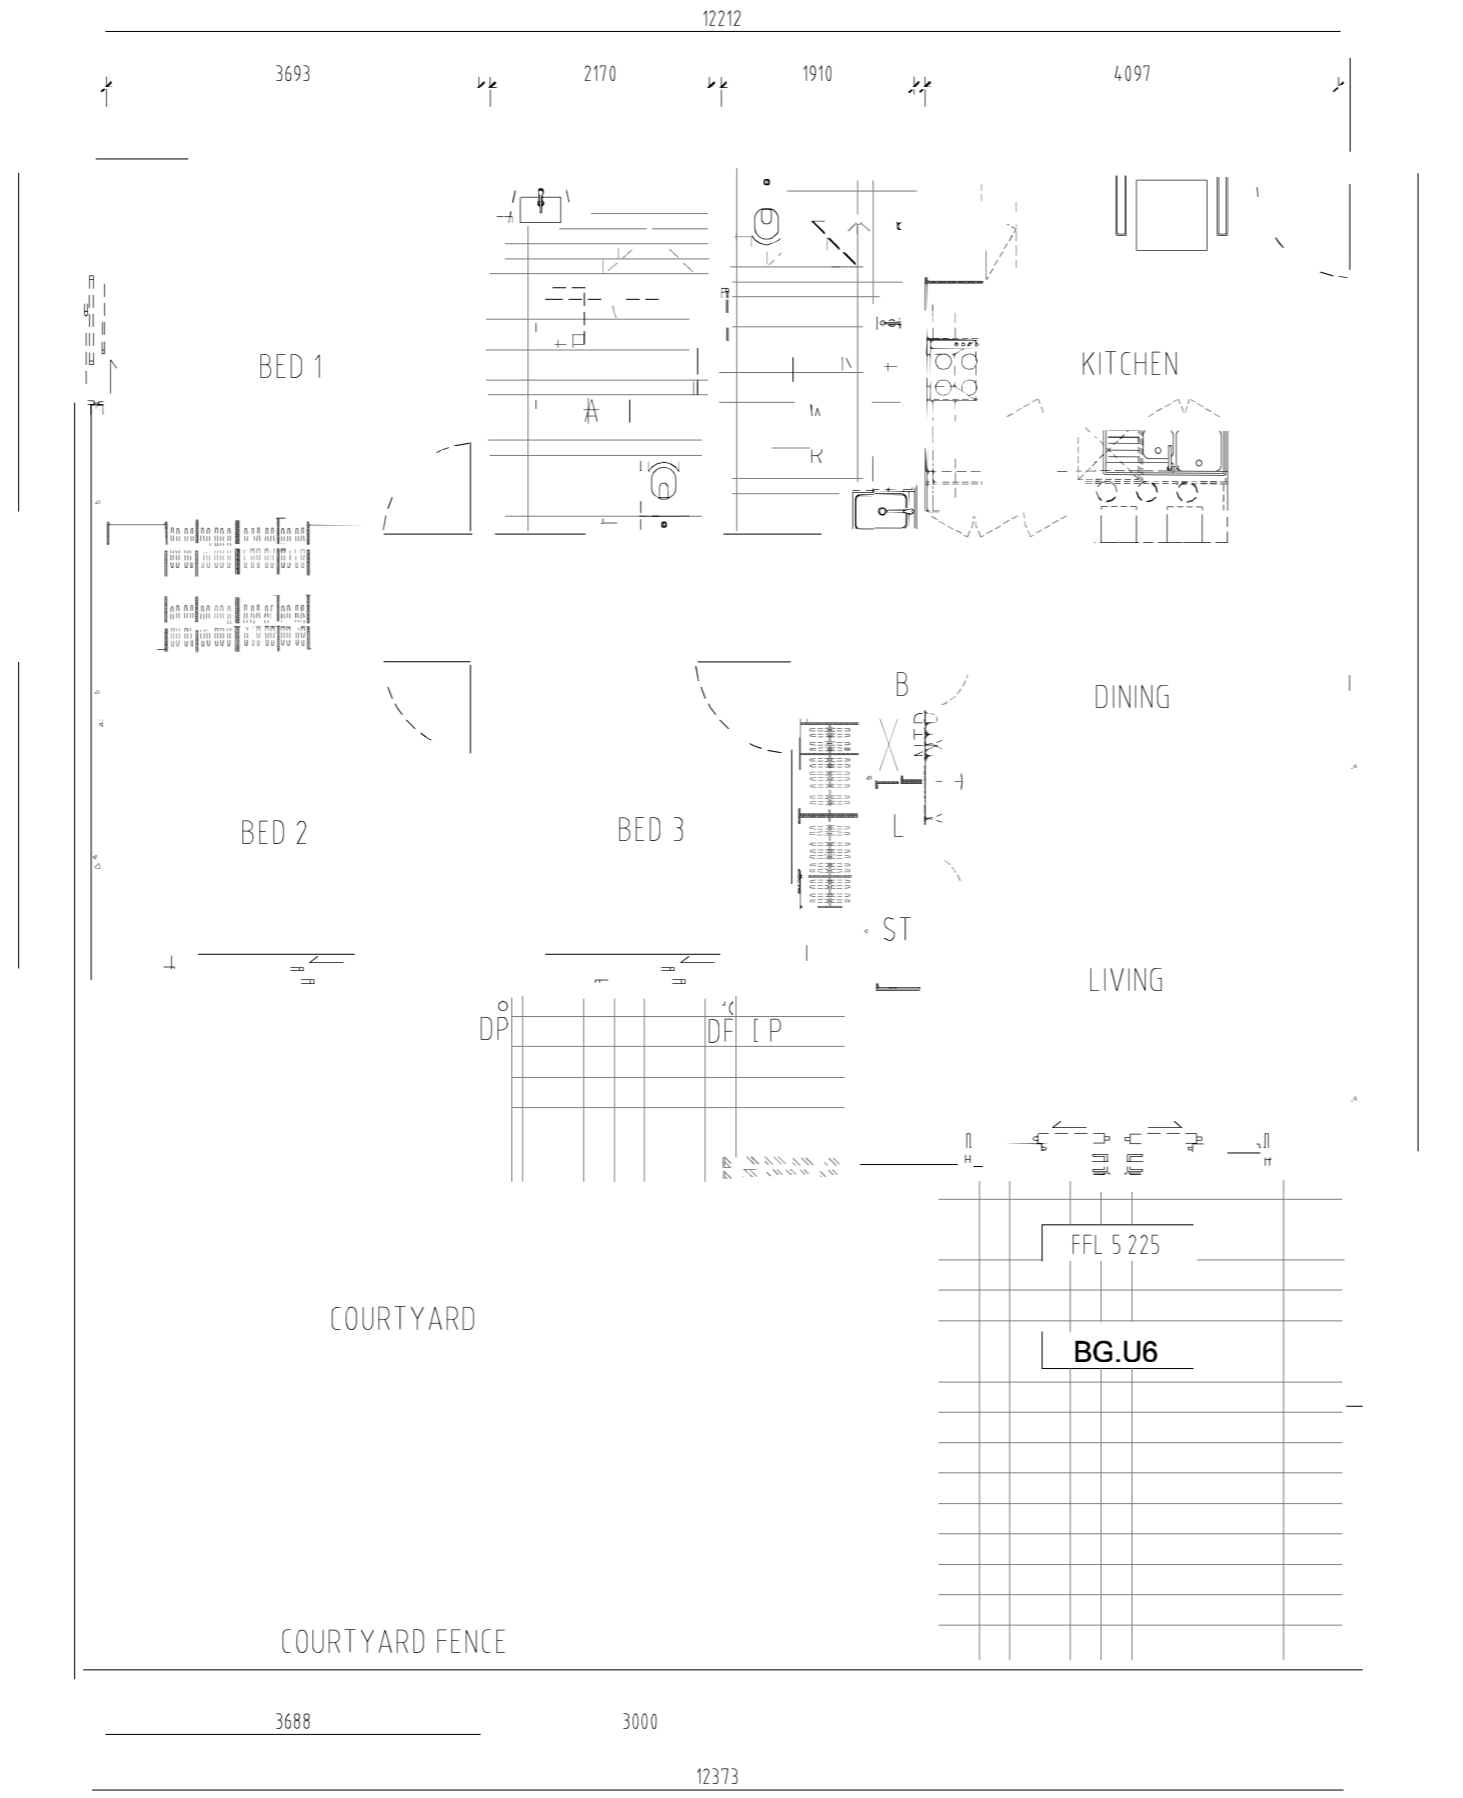 12212
3693 2170 1910 4097
BED 1
KITCHEN
A
B
DINING
BED 2
BED 3
L
ST
LIVING
DP
P
FFL 5 225
COURTYARD
BG.U6
COURTYARD FENCE
3688 3000
12373